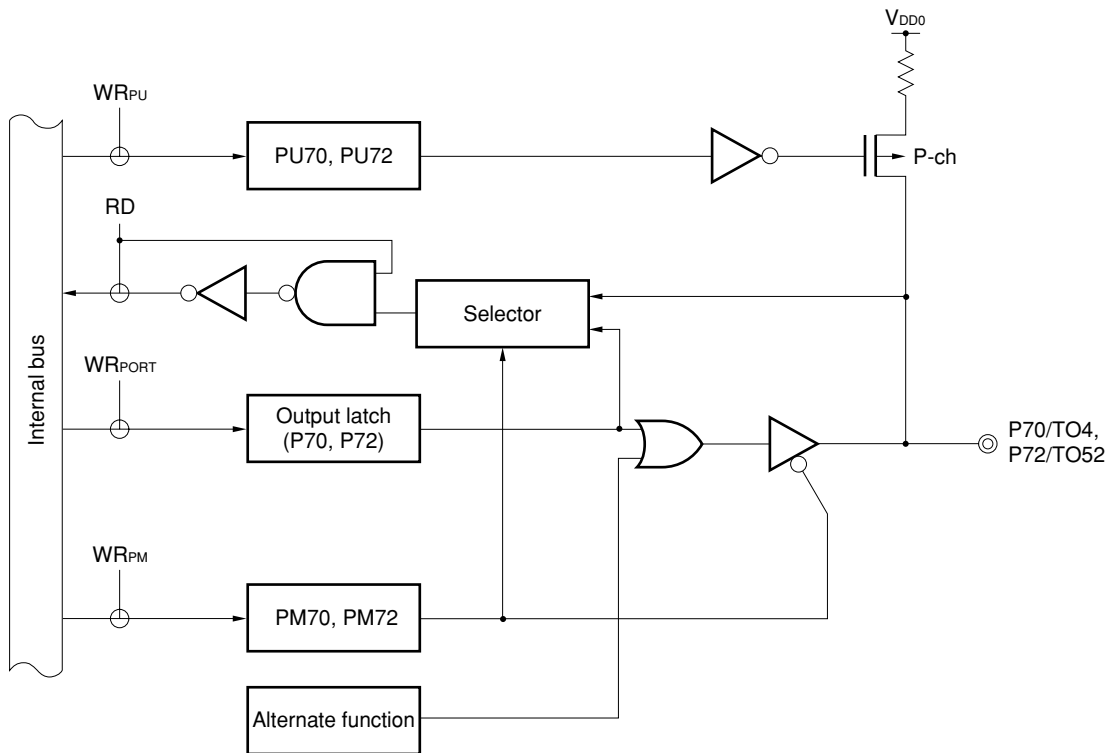 VDD0
WRPU
PU70, PU72
P-ch
RD
Selector
Internal bus
WRPORT
Output latch
(P70, P72)
P70/TO4,
P72/TO52
WRPM
PM70, PM72
Alternate function